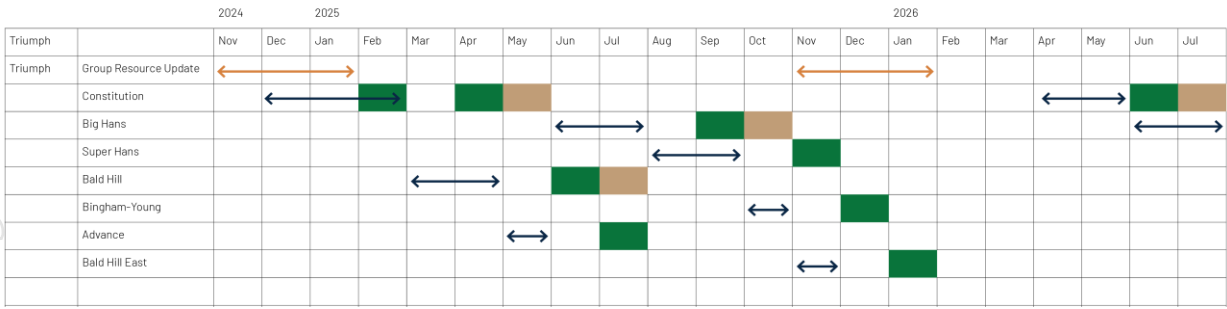 2024 2025 2026
Triumph Nov Dec Jan Feb Mar Apr May Jun Jul Aug Sep Oct Nov Dec Jan Feb Mar Apr May Jun Jul
Triumph Group Resource Update
Constitution
Big Hans
Super Hans
Bald Hill
Bingham-Young
Advance
Bald Hill East